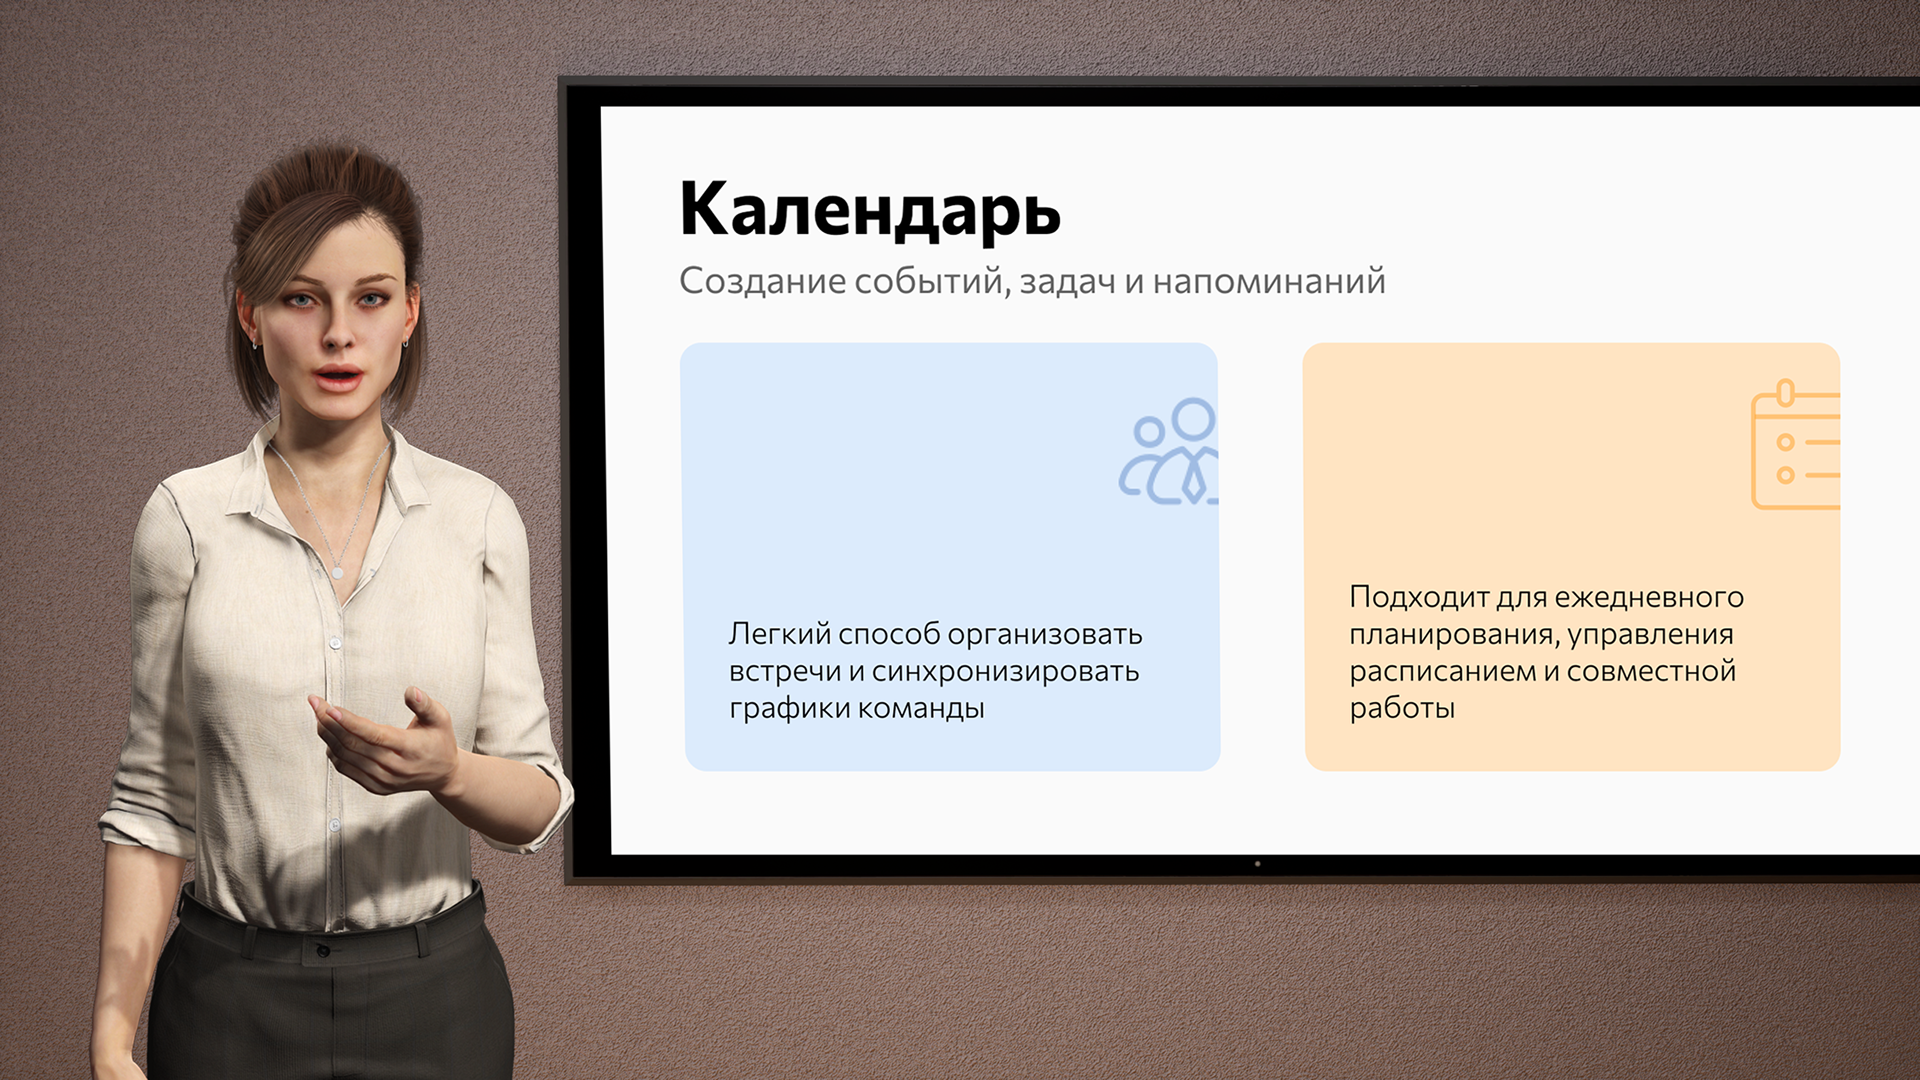 Календарь
Создание событий, задач и напоминаний
Легкий способ организовать
встречи и синхронизировать
графики команды
Подходит для ежедневного
планирования, управления
расписанием и совместной
работы